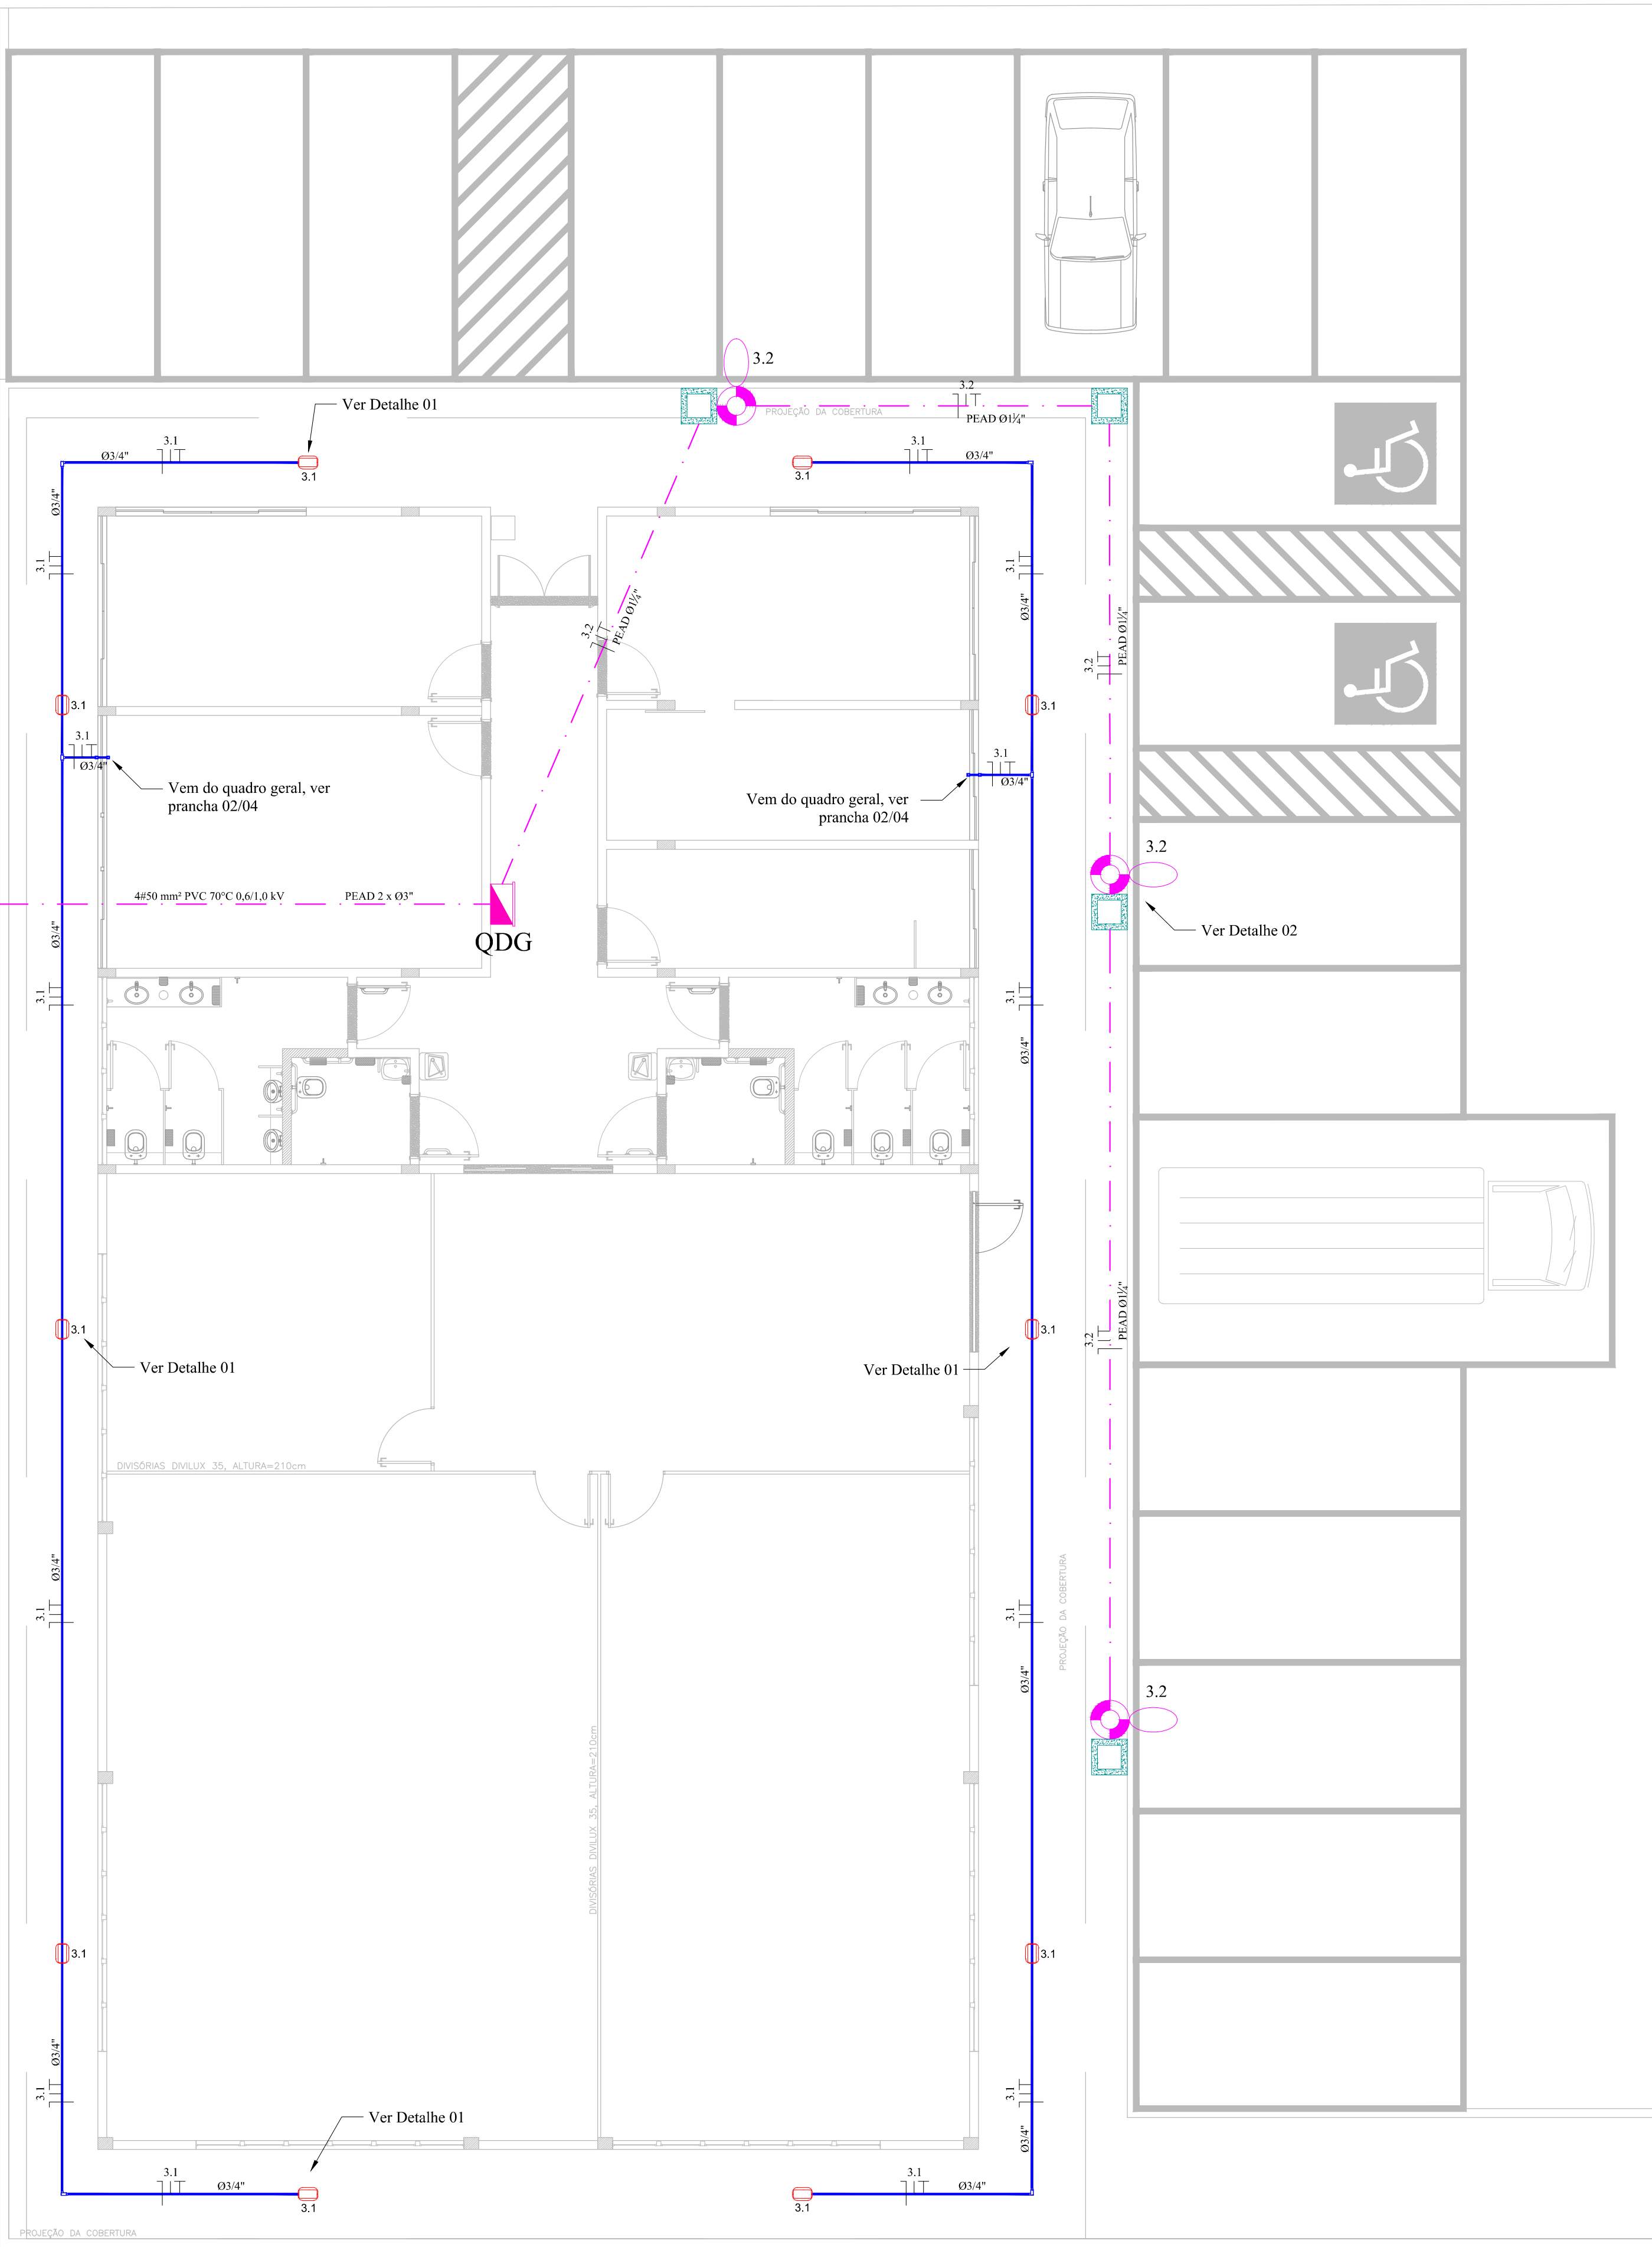 3.2
Ver Detalhe 01
3.2
PROJEÇÃO DA COBERTURA
PEAD Ø1¼"
3.1
Ø3/4"
3.1
3.1
Ø3/4"
3.1
Ø3/4"
3.1
3.1
Ø3/4"
3.2
PEAD Ø1¼"
3.2
PEAD Ø1¼"
3.1
3.1
3.1
Ø3/4"
3.1
Ø3/4"
Vem do quadro geral, ver
prancha 02/04
Vem do quadro geral, ver
prancha 02/04
3.2
4#50 mm² PVC 70°C 0,6/1,0 kV
PEAD 2 x Ø3"
QDG
Ver Detalhe 02
Ø3/4"
3.1
3.1
Ø3/4"
3.1
3.1
3.2
PEAD Ø1¼"
Ver Detalhe 01
Ver Detalhe 01
DIVISÓRIAS DIVILUX 35, ALTURA=210cm
Ø3/4"
3.1
3.1
Ø3/4"
PROJEÇÃO DA COBERTURA
3.2
DIVISÓRIAS DIVILUX 35, ALTURA=210cm
3.1
3.1
Ø3/4"
3.1
3.1
Ø3/4"
Ver Detalhe 01
3.1
Ø3/4"
3.1
3.1
Ø3/4"
3.1
PROJEÇÃO DA COBERTURA